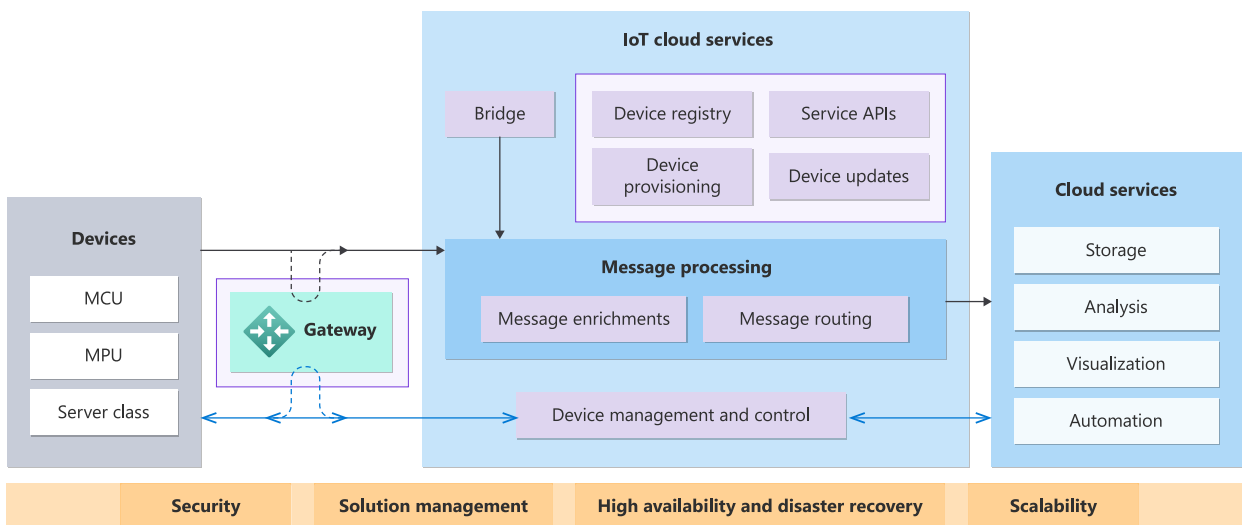 IoT cloud services
Bridge
Device registry
Service APIs
Device
provisioning
Device updates
Cloud services
Storage
Analysis
Visualization
Automation
Devices
MCU
MPU
Server class
Gateway
Message processing
Message enrichments
Message routing
Device management and control
Security
Solution management
High availability and disaster recovery
Scalability